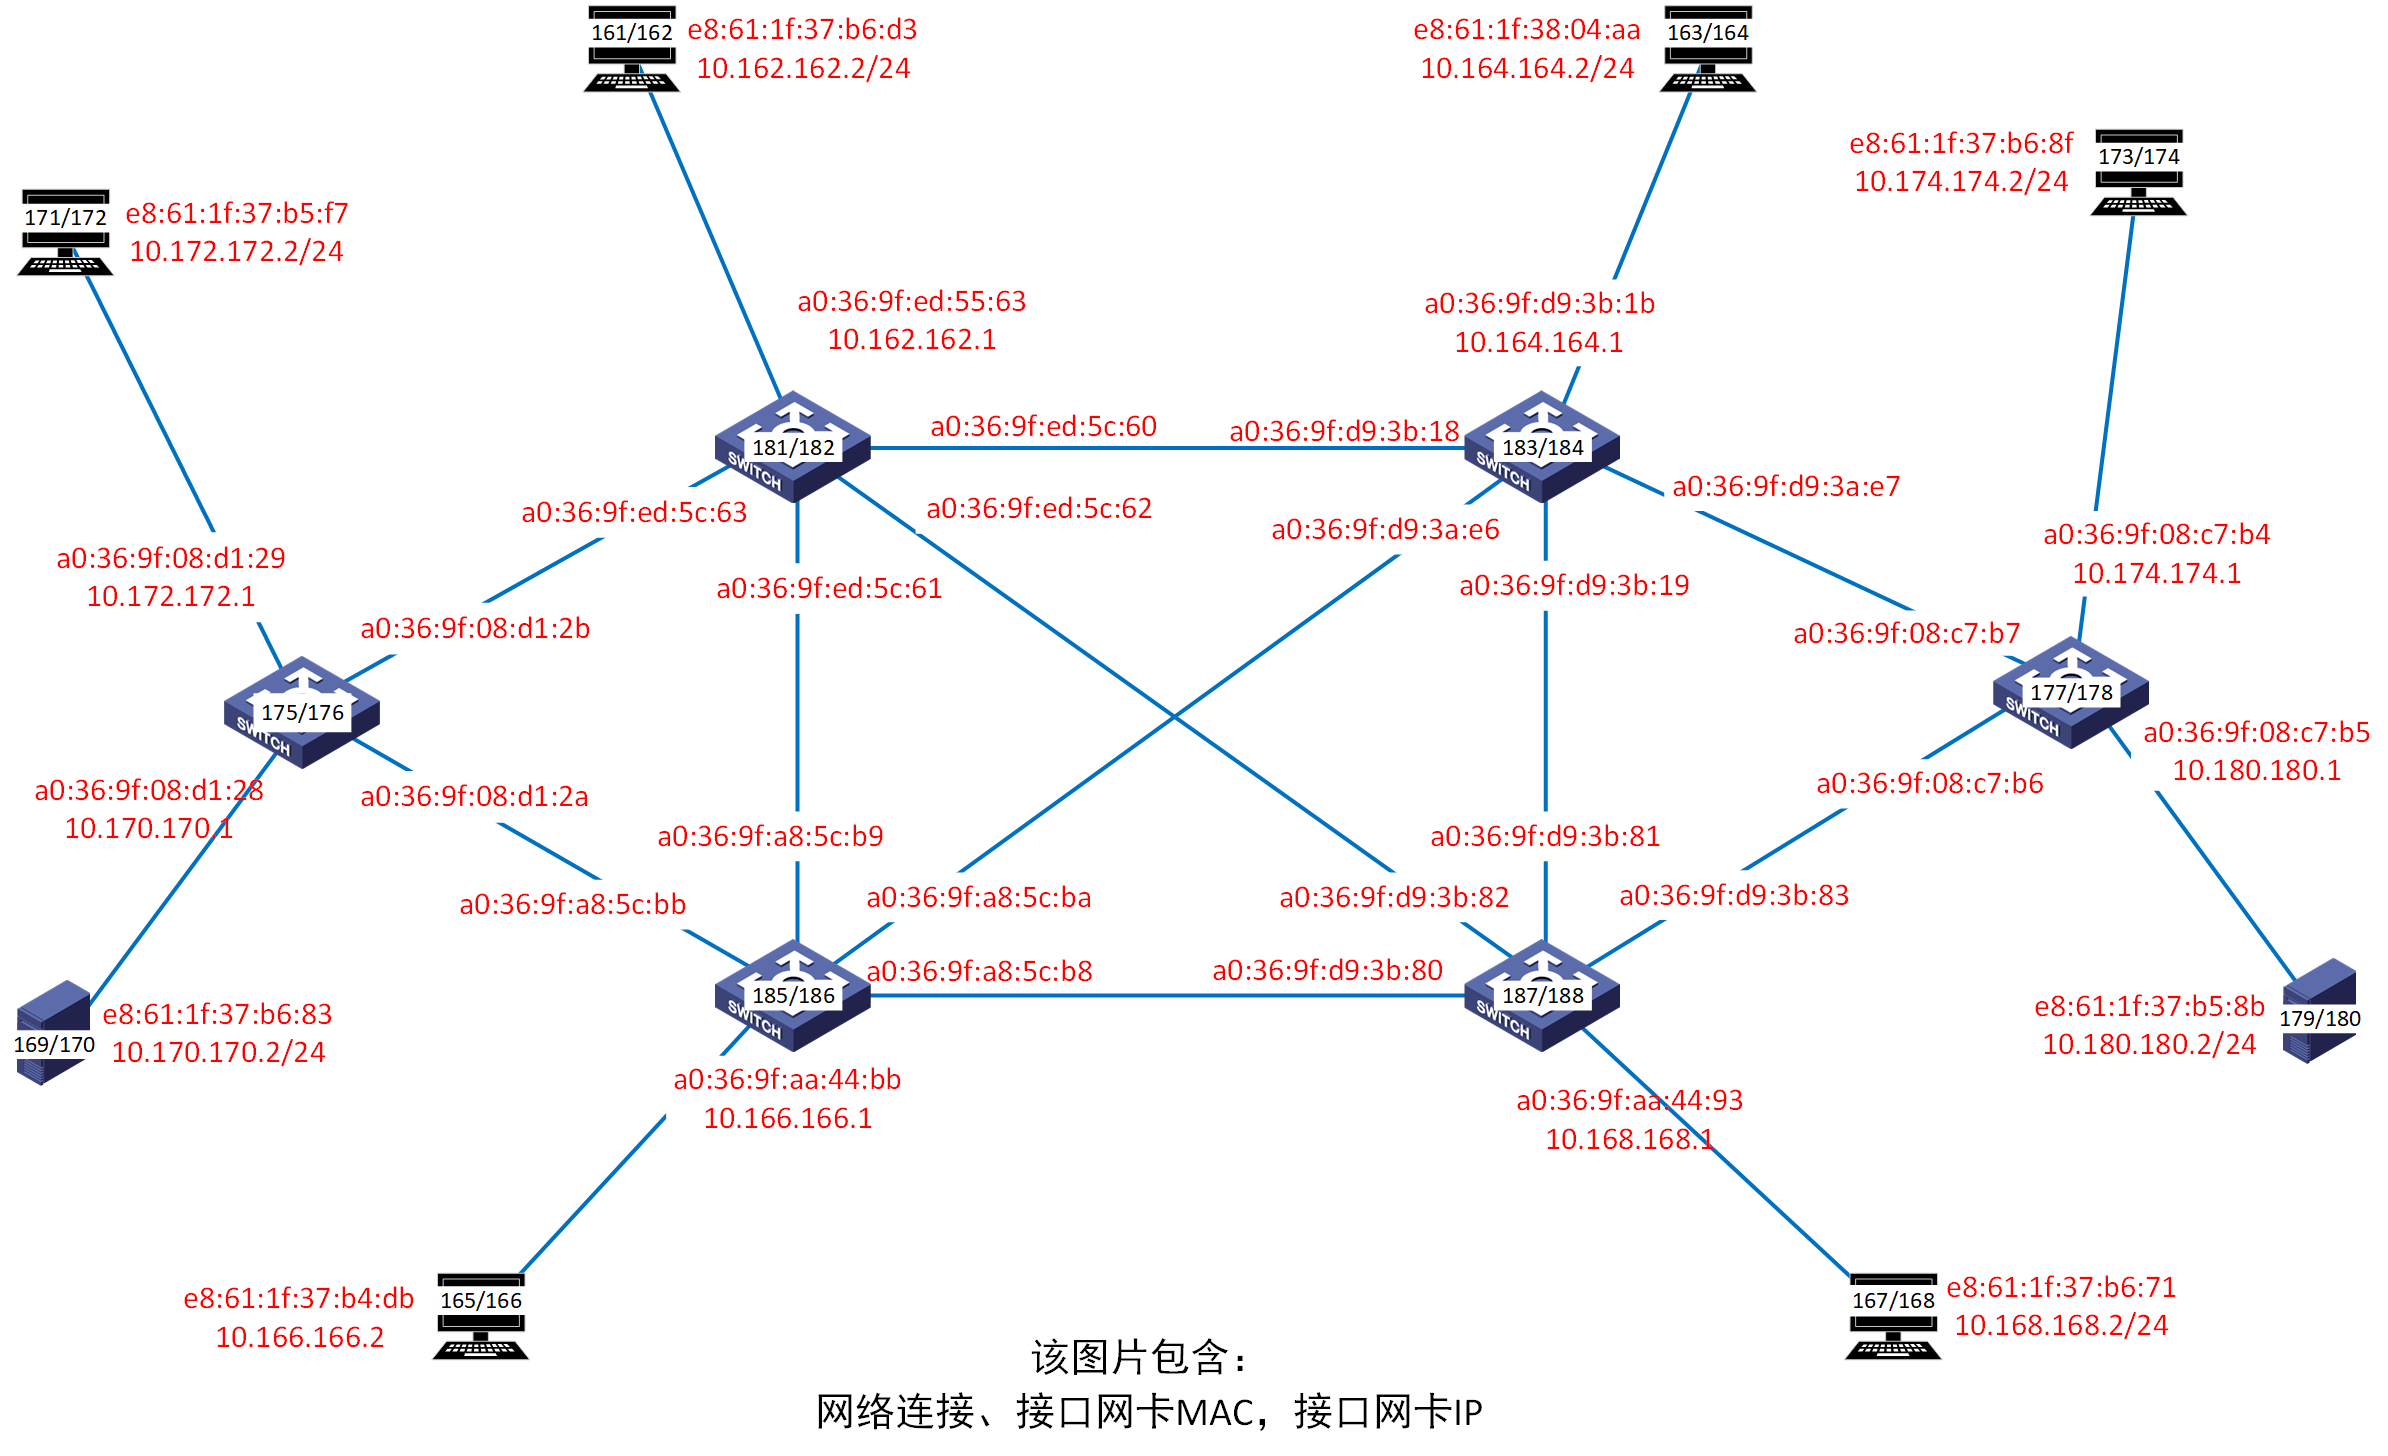 161/162
e8:61:1f:37:b6:d3
10.162.162.2/24
e8:61:1f:38:04:aa
10.164.164.2/24
163/164
e8:61:1f:37:b6:8f
10.174.174.2/24
173/174
171/172
e8:61:1f:37:b5:f7
10.172.172.2/24
a0:36:9f:ed:55:63
10.162.162.1
a0:36:9f:d9:3b:1b
10.164.164.1
a0:36:9f:ed:5c:60
a0:36:9f:d9:3b:18
181/182
SWITCH
183/184
SWITCH
a0:36:9f:d9:3a:e7
a0:36:9f:ed:5c:63
a0:36:9f:ed:5c:62
a0:36:9f:d9:3a:e6
a0:36:9f:08:c7:b4
10.174.174.1
a0:36:9f:08:d1:29
10.172.172.1
a0:36:9f:ed:5c:61
a0:36:9f:d9:3b:19
a0:36:9f:08:d1:2b
a0:36:9f:08:c7:b7
175/176
SWITCH
177/178
SWITCH
a0:36:9f:08:c7:b5
10.180.180.1
a0:36:9f:08:d1:28
10.170.170.1
a0:36:9f:08:d1:2a
a0:36:9f:08:c7:b6
a0:36:9f:a8:5c:b9
a0:36:9f:d9:3b:81
a0:36:9f:a8:5c:bb
a0:36:9f:a8:5c:ba
a0:36:9f:d9:3b:82
a0:36:9f:d9:3b:83
a0:36:9f:a8:5c:b8
a0:36:9f:d9:3b:80
185/186
SWITCH
187/188
SWITCH
e8:61:1f:37:b6:83
10.170.170.2/24
169/170
e8:61:1f:37:b5:8b
10.180.180.2/24
179/180
a0:36:9f:aa:44:bb
10.166.166.1
a0:36:9f:aa:44:93
10.168.168.1
e8:61:1f:37:b4:db
10.166.166.2
165/166
167/168
e8:61:1f:37:b6:71
10.168.168.2/24
该图片包含：
网络连接、接口网卡MAC，接口网卡IP